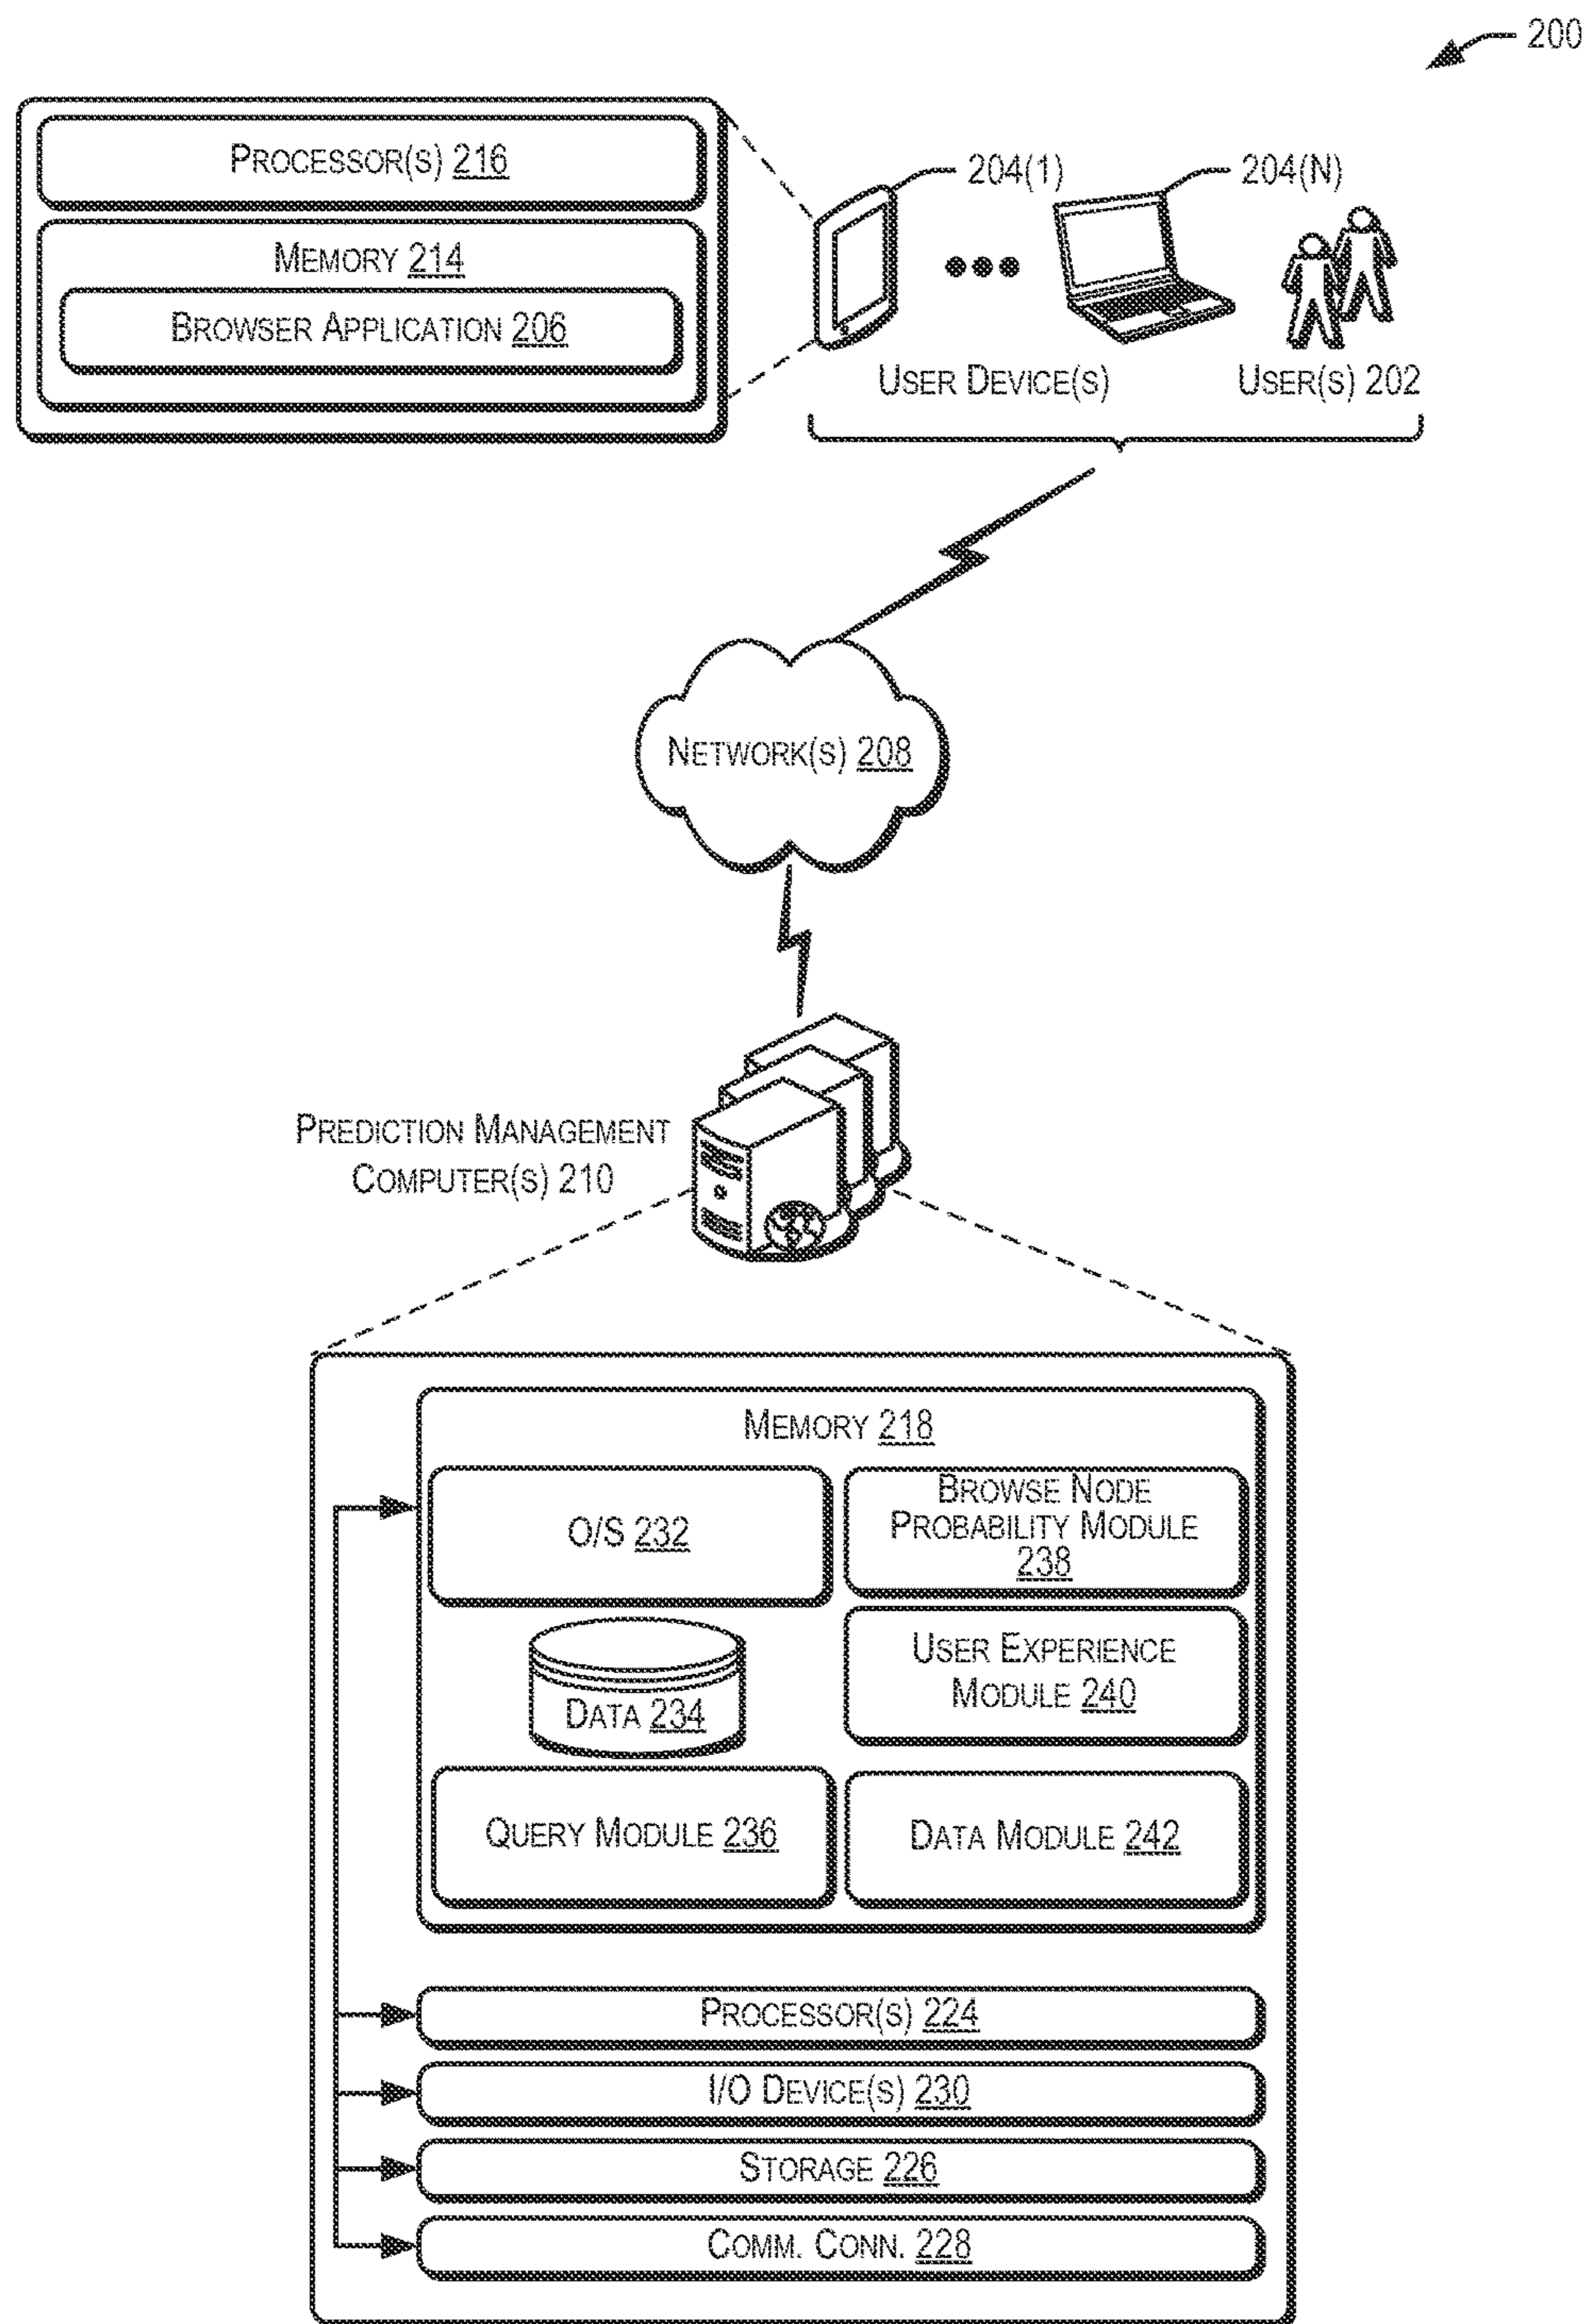 200
PROCESSOR(S) 216
MEMORY 214
BROWSER APPLICATION 206
204(1)
204(N)
USER DEVICE(S)
USER(S) 202
NETWORK(S) 208
PREDICTION MANAGEMENT
COMPUTER(S) 210
MEMORY 218
O/S 232
BROWSE NODE
PROBABILITY MODULE
238
DATA 234
USER EXPERIENCE
MODULE 240
QUERY MODULE 236
DATA MODULE 242
PROCESSOR(S) 224
I/O DEVICE(S) 230
STORAGE 226
COMM. CONN. 228